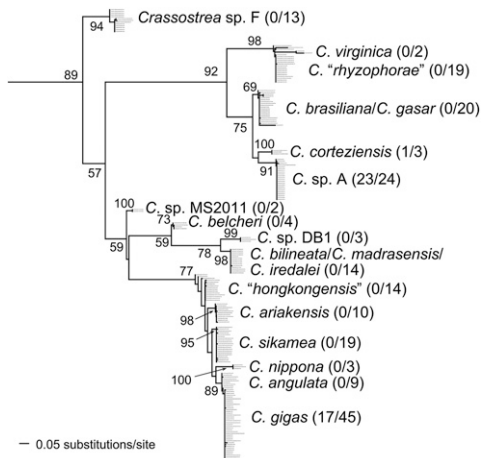 94
Crassostrea sp. F (0/13)
89
98
C. virginica (0/2)
92
C. "rhyzophorae" (0/19)
69
C. brasiliana/C. gasar (0/20)
75
100
C. corteziensis (1/3)
91
C. sp. A (23/24)
57
100
C. sp. MS2011 (0/2)
73
C. belcheri (0/4)
59
59
99
C. sp. DB1 (0/3)
78
98
C. bilineata/C. madrasensis/
C. iredalei (0/14)
77
C. "hongkongensis" (0/14)
98
C. ariakensis (0/10)
95
C. sikamea (0/19)
C. nippona (0/3)
100
C. angulata (0/9)
89
C. gigas (17/45)
0.05 substitutions/site